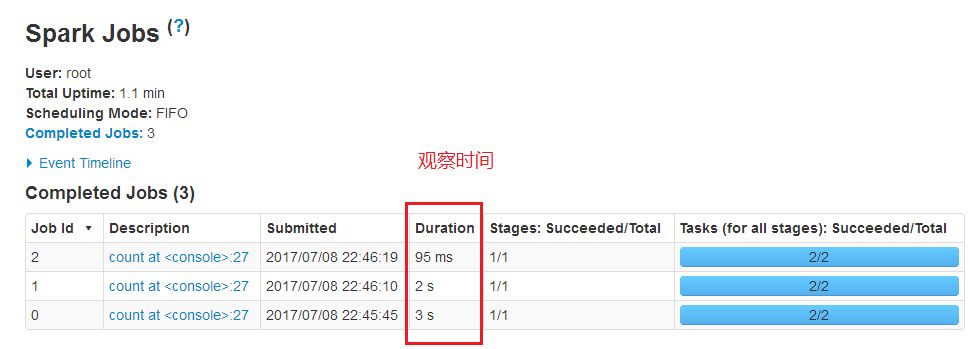 Spark Jobs (?)
User: root
Total Uptime: 1.1 min
Scheduling Mode: FIFO
Completed Jobs: 3
Event Timeline
观察时间
Completed Jobs (3)
Job Id Description Submitted Duration Stages: Succeeded/Total Tasks (for all stages): Succeeded/Total
2 count at <console>:27 2017/07/08 22:46:19 95 ms 1/1 2/2
1 count at <console>:27 2017/07/08 22:46:10 2 s 1/1 2/2
0 count at <console>:27 2017/07/08 22:45:45 3 s 1/1 2/2